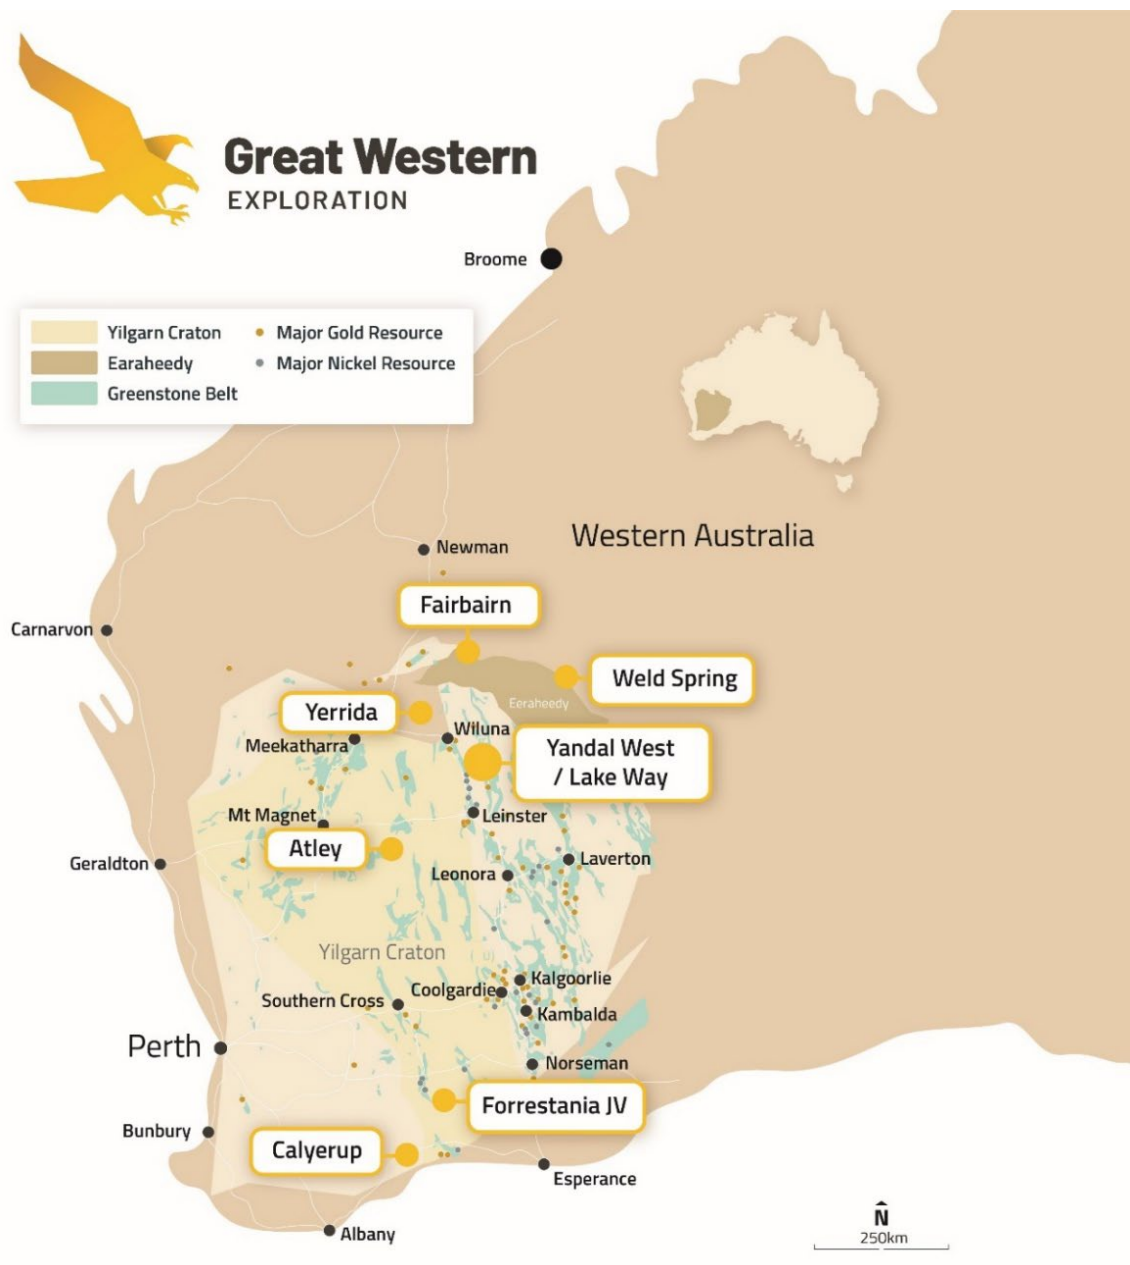 Great Western
EXPLORATION
Broome
Yilgarn Craton
Major Gold Resource
Earaheedy
Major Nickel Resource
Greenstone Belt
Western Australia
Newman
Fairbairn
Carnarvon
Weld Spring
Eeraheedy
Yerrida
Wiluna
Meekatharra
Yandal West
/ Lake Way
Mt Magnet
Leinster
Atley
Geraldton
Laverton
Leonora
Yilgarn Craton
Kalgoorlie
Coolgardie
Southern Cross
Kambalda
Perth
Norseman
Forrestania JV
Bunbury
Calyerup
Esperance
Albany
N
250km